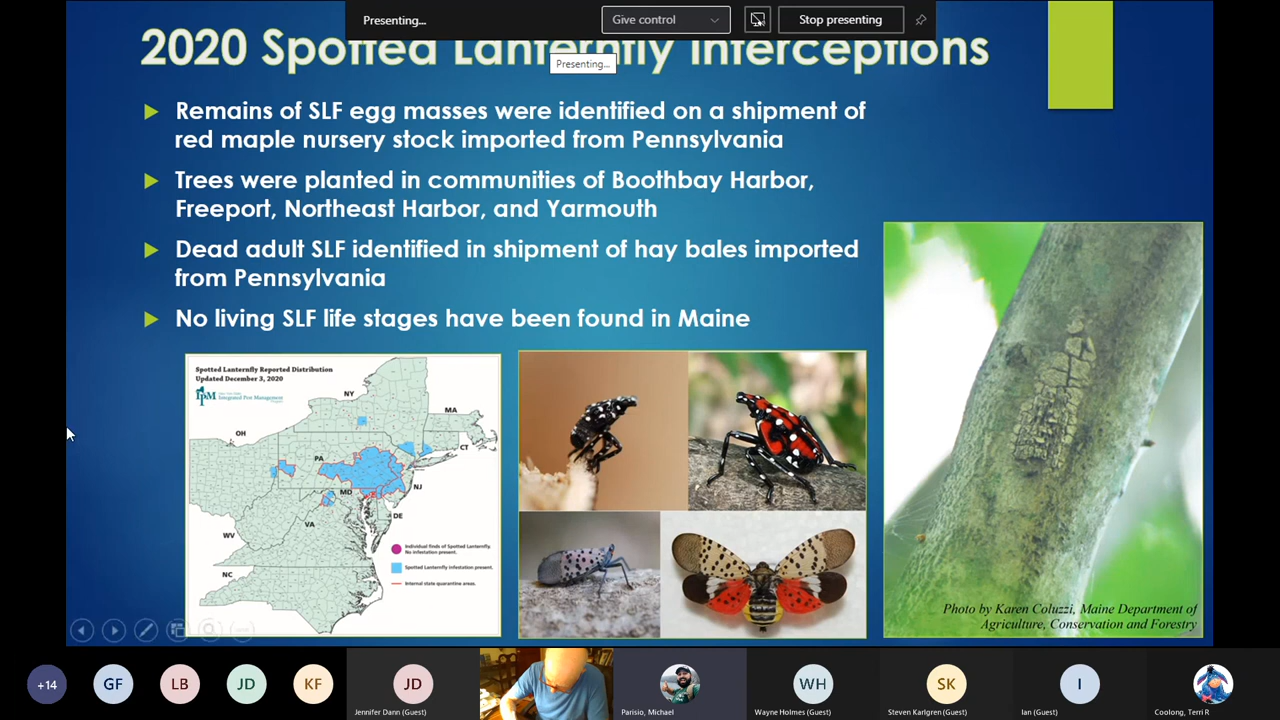 Presenting...
Give control
Stop presenting
2020 Spotted Lanternfly Interceptions
Presenting...
Remains of SLF egg masses were identified on a shipment of
red maple nursery stock imported from Pennsylvania
Trees were planted in communities of Boothbay Harbor,
Freeport, Northeast Harbor, and Yarmouth
Dead adult SLF identified in shipment of hay bales imported
from Pennsylvania
No living SLF life stages have been found in Maine
Spotted Lanternfly Reported Distribution
Updated December 3, 2020
IPM
Integrated Pest Management
NY
MA
OH
CT
PA
NJ
MD
DE
WV
VA
NC
Individual finds of Spotted Lanternfly.
No infestation present.
Spotted Lanternfly infestation present.
Internal state quarantine areas.
Photo by Karen Coluzzi, Maine Department of
Agriculture, Conservation and Forestry
+14
GF
LB
JD
KF
JD
WH
SK
I
Jennifer Dann (Guest)
Parisio, Michael
Wayne Holmes (Guest)
Steven Karlgren (Guest)
Ian (Guest)
Coolong, Terri R